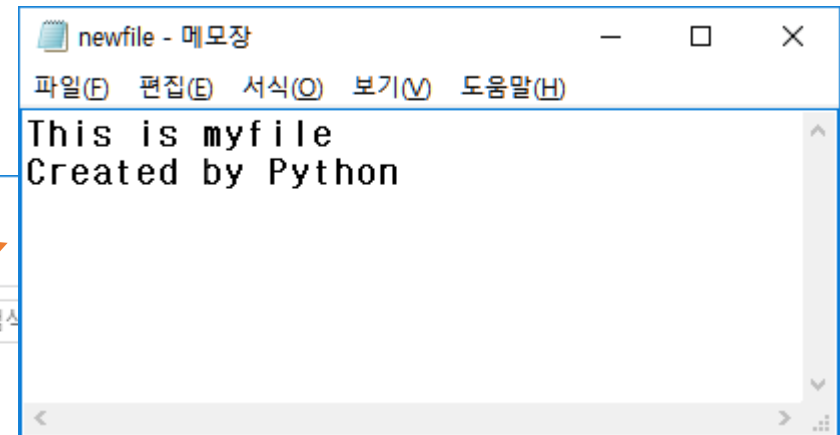 newfile - 메모장
파일(F) 편집(E) 서식(O) 보기(V) 도움말(H)
This is myfile
Created by Python